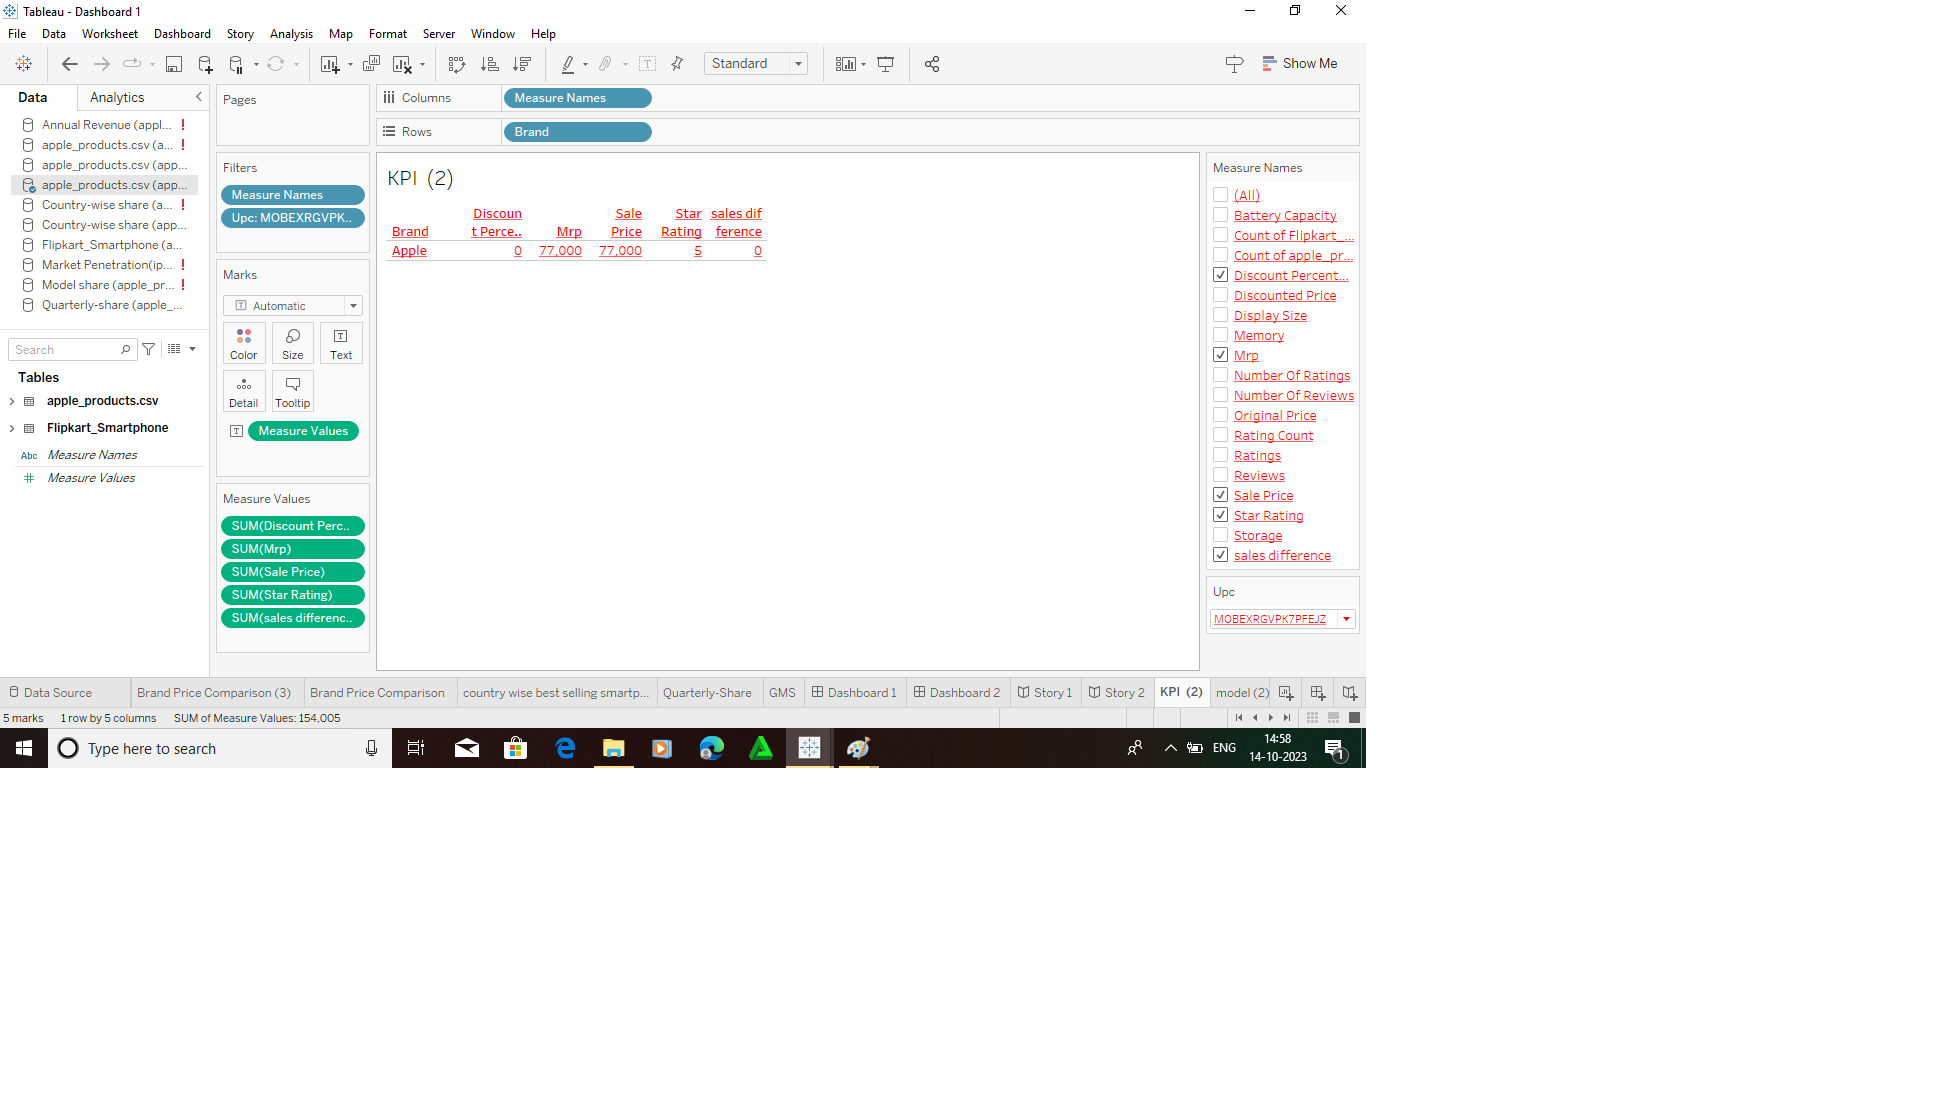 Tableau - Dashboard 1
File Data Worksheet Dashboard Story Analysis Map Format Server Window Help
Standard
Show Me
Data Analytics
Annual Revenue (appl...
apple_products.csv (a...
apple_products.csv (app...
apple_products.csv (app...
Country-wise share (a...
Country-wise share (app...
Flipkart_Smartphone (a...
Market Penetration(ip...
Model share (apple_pr...
Quarterly-share (apple_...
Search
Tables
apple_products.csv
Flipkart_Smartphone
Abc Measure Names
# Measure Values
Pages
Filters
Measure Names
Upc: MOBEXRGVPK..
Marks
Automatic
Color Size Text
Detail Tooltip
Measure Values
Measure Values
SUM(Discount Perc..
SUM(Mrp)
SUM(Sale Price)
SUM(Star Rating)
SUM(sales differenc..
Columns Measure Names
Rows Brand
KPI (2)
Discoun Sale Star sales dif
Brand t Perce.. Mrp Price Rating ference
Apple 0 77,000 77,000 5 0
Measure Names
(All)
Battery Capacity
Count of Flipkart_...
Count of apple_pr...
Discount Percent...
Discounted Price
Display Size
Memory
Mrp
Number Of Ratings
Number Of Reviews
Original Price
Rating Count
Ratings
Reviews
Sale Price
Star Rating
Storage
sales difference
Upc
MOBEXRGVPK7PFEJZ
Data Source Brand Price Comparison (3) Brand Price Comparison country wise best selling smartp... Quarterly-Share GMS Dashboard 1 Dashboard 2 Story 1 Story 2 KPI (2) model (2)
5 marks 1 row by 5 columns SUM of Measure Values: 154,005
Type here to search
ENG
14:58
14-10-2023
1